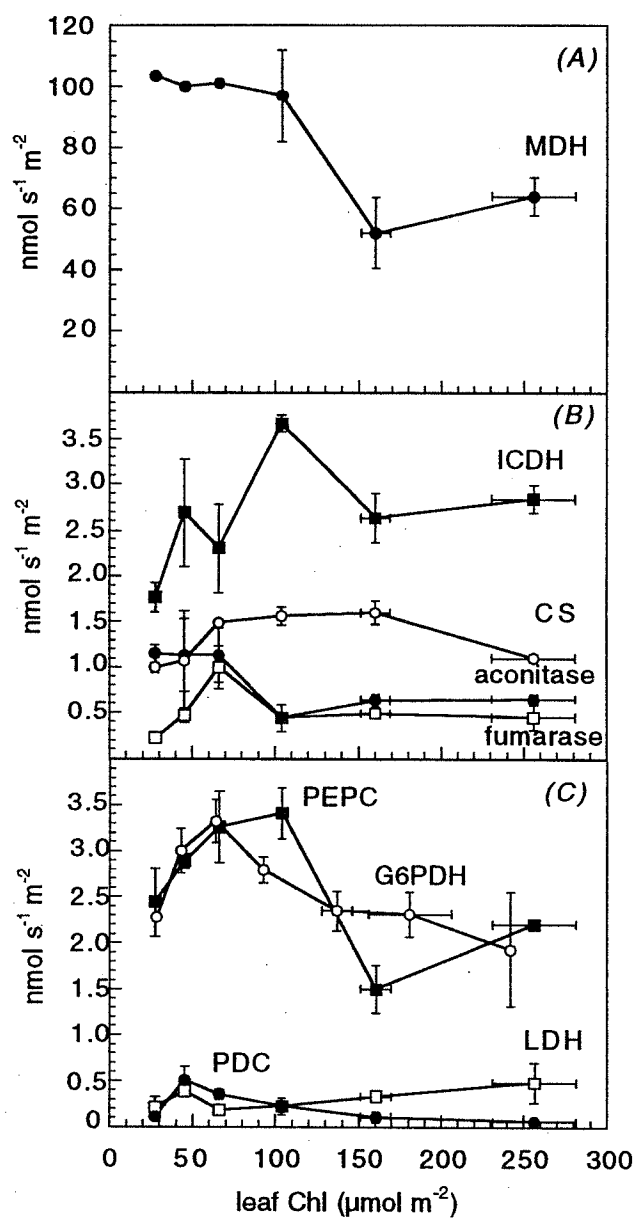 120
100
80
60
40
20
nmol s-1 m-2
(A)
MDH
3.5
3.0
2.5
2.0
1.5
1.0
0.5
nmol s-1 m-2
(B)
ICDH
CS
aconitase
fumarase
3.5
3.0
2.5
2.0
1.5
1.0
0.5
0
nmol s-1 m-2
(C)
PEPC
G6PDH
PDC
LDH
0 50 100 150 200 250 300
leaf Chl (µmol m-2)